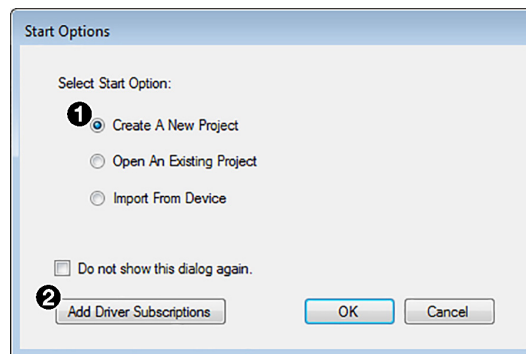 Start Options
Select Start Option:
1
Create A New Project
Open An Existing Project
Import From Device
Do not show this dialog again.
2
Add Driver Subscriptions OK Cancel